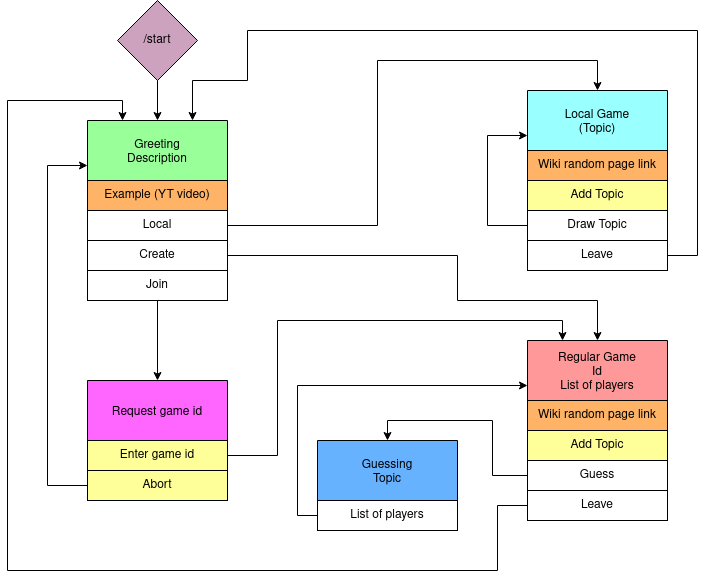 /start
Greeting
Description
Example (YT video)
Local
Create
Join
Local Game
(Topic)
Wiki random page link
Add Topic
Draw Topic
Leave
Request game id
Enter game id
Abort
Guessing
Topic
List of players
Regular Game
Id
List of players
Wiki random page link
Add Topic
Guess
Leave